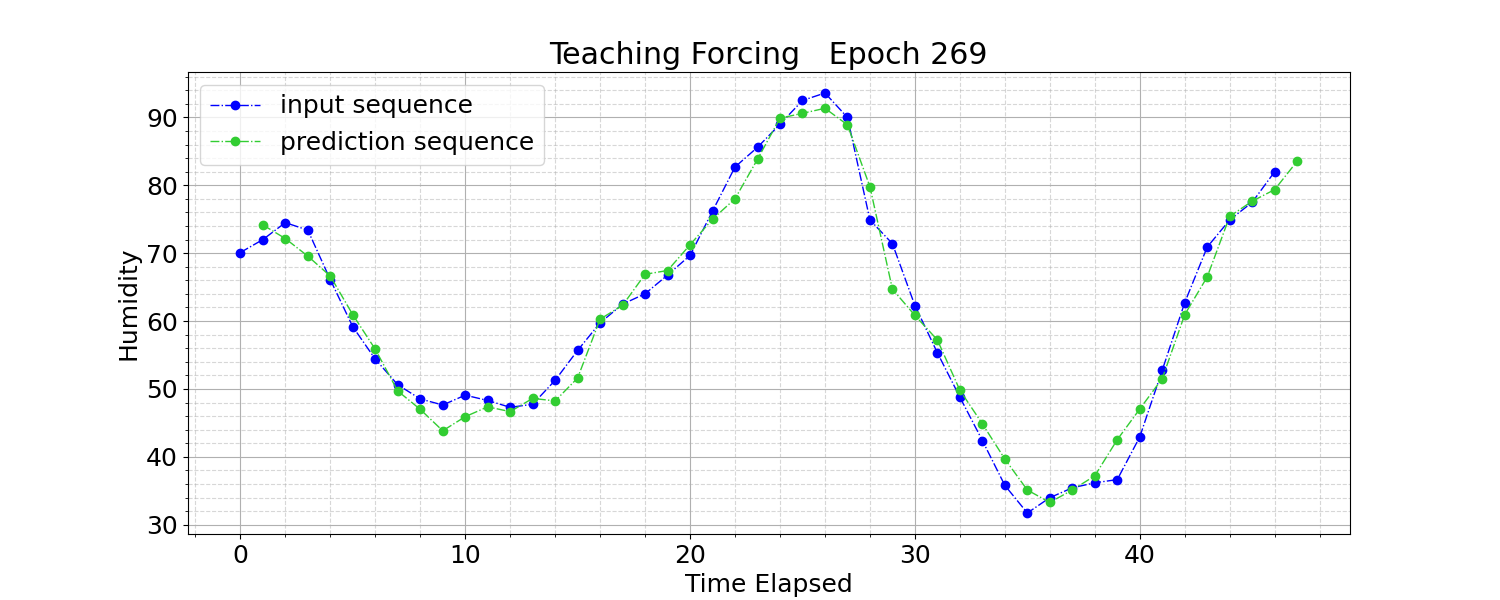 Teaching Forcing   Epoch 269
input sequence
prediction sequence
90
80
70
60
50
40
30
Humidity
0 10 20 30 40
Time Elapsed